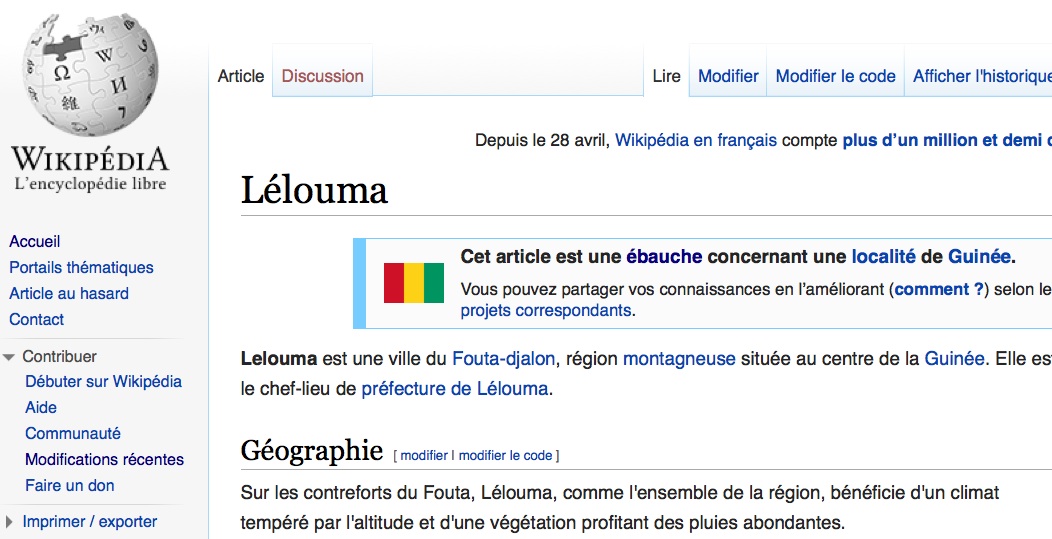 WIKIPÉDIA
L'encyclopédie libre
Article
Discussion
Lire
Modifier
Modifier le code
Afficher l'historique
Depuis le 28 avril, Wikipédia en français compte plus d’un million et demi
Lélouma
Accueil
Portails thématiques
Article au hasard
Contact
Contribuer
Débuter sur Wikipédia
Aide
Communauté
Modifications récentes
Faire un don
Imprimer / exporter
Cet article est une ébauche concernant une localité de Guinée.
Vous pouvez partager vos connaissances en l’améliorant (comment ?) selon le
projets correspondants.
Lelouma est une ville du Fouta-djalon, région montagneuse située au centre de la Guinée. Elle es
le chef-lieu de préfecture de Lélouma.
Géographie [ modifier | modifier le code ]
Sur les contreforts du Fouta, Lélouma, comme l'ensemble de la région, bénéficie d'un climat
tempéré par l'altitude et d'une végétation profitant des pluies abondantes.